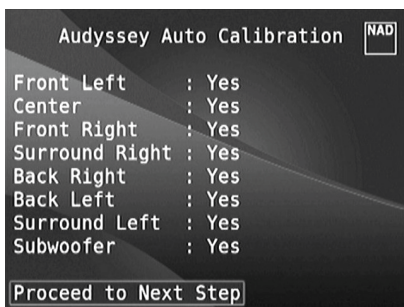 Audyssey Auto Calibration
NAD
Front Left : Yes
Center : Yes
Front Right : Yes
Surround Right : Yes
Back Right : Yes
Back Left : Yes
Surround Left : Yes
Subwoofer : Yes
Proceed to Next Step